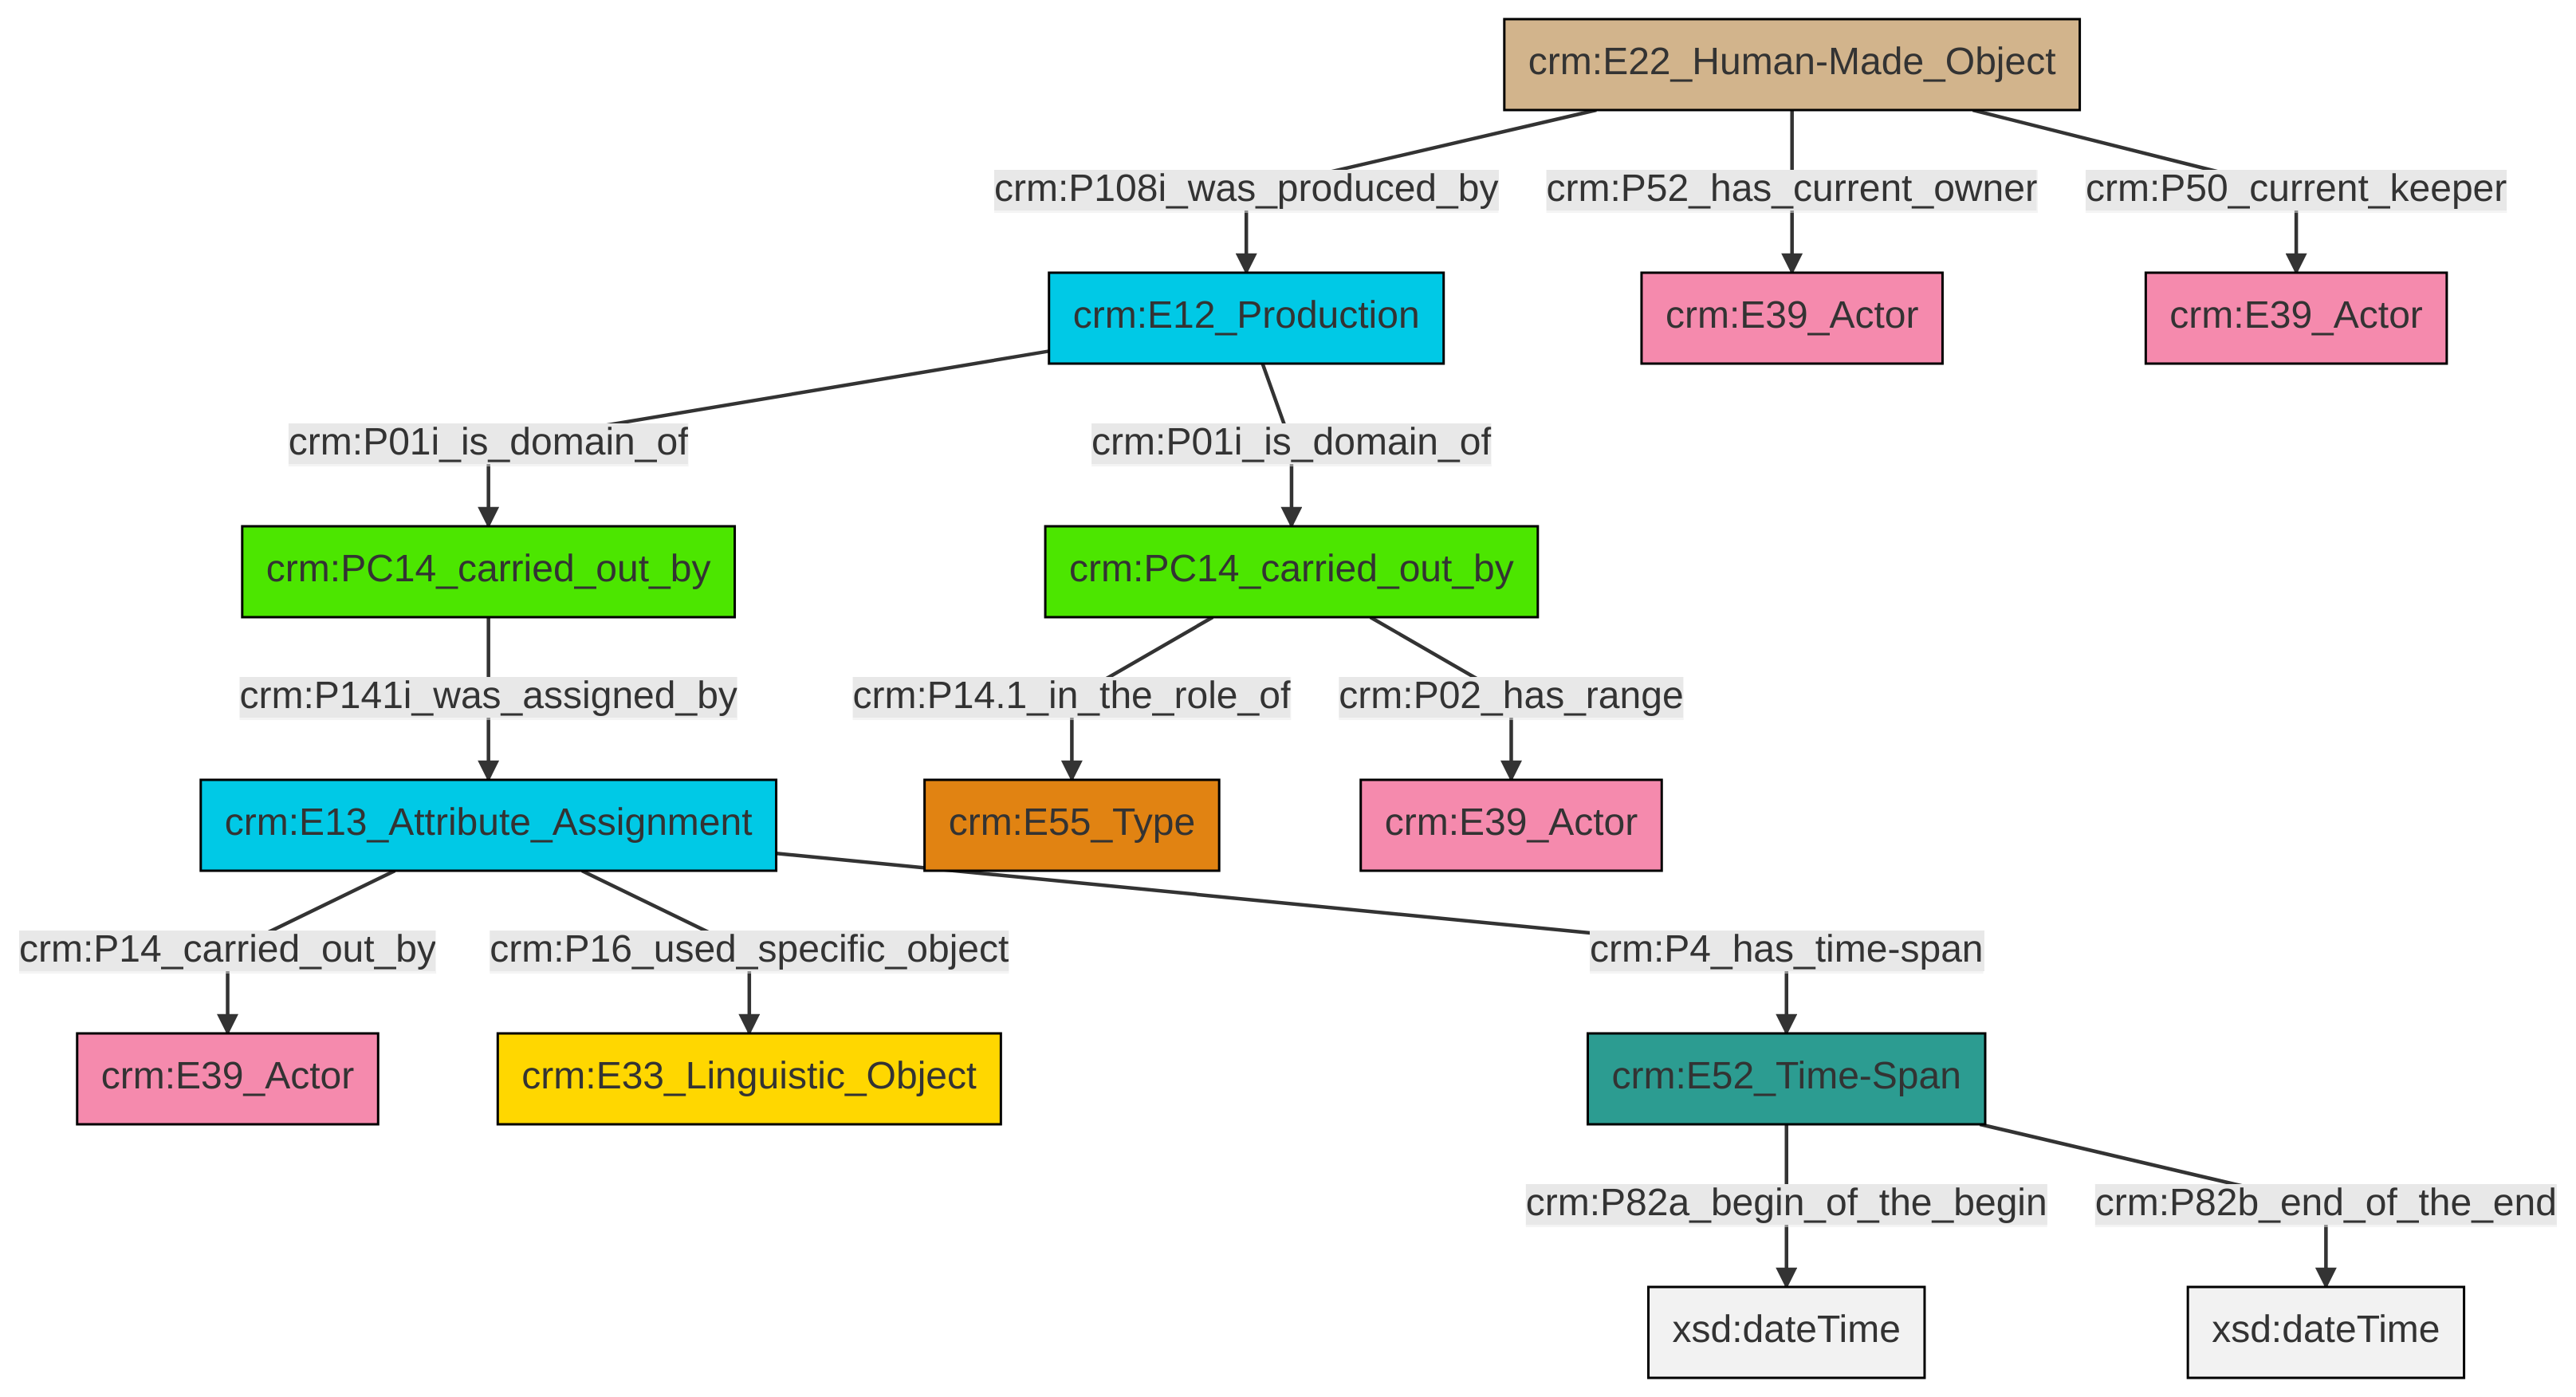 crm:E22_Human-Made_Object
crm:P108i_was_produced_by
crm:P52_has_current_owner
crm:P50_current_keeper
crm:E12_Production
crm:E39_Actor
crm:E39_Actor
crm:P01i_is_domain_of
crm:P01i_is_domain_of
crm:PC14_carried_out_by
crm:PC14_carried_out_by
crm:P141i_was_assigned_by
crm:P14.1_in_the_role_of
crm:P02_has_range
crm:E13_Attribute_Assignment
crm:E55_Type
crm:E39_Actor
crm:P14_carried_out_by
crm:P16_used_specific_object
crm:P4_has_time-span
crm:E39_Actor
crm:E33_Linguistic_Object
crm:E52_Time-Span
crm:P82a_begin_of_the_begin
crm:P82b_end_of_the_end
xsd:dateTime
xsd:dateTime